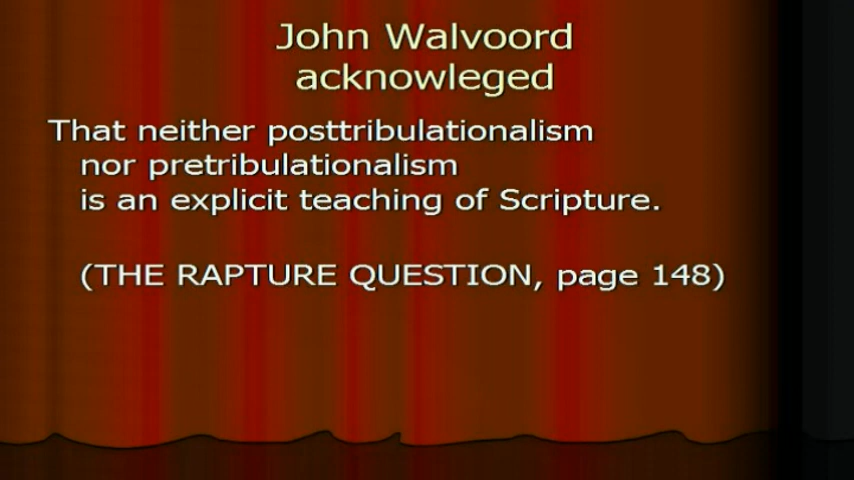 John Walvoord
acknowleged
That neither posttribulationalism
nor pretribulationalism
is an explicit teaching of Scripture.
(THE RAPTURE QUESTION, page 148)